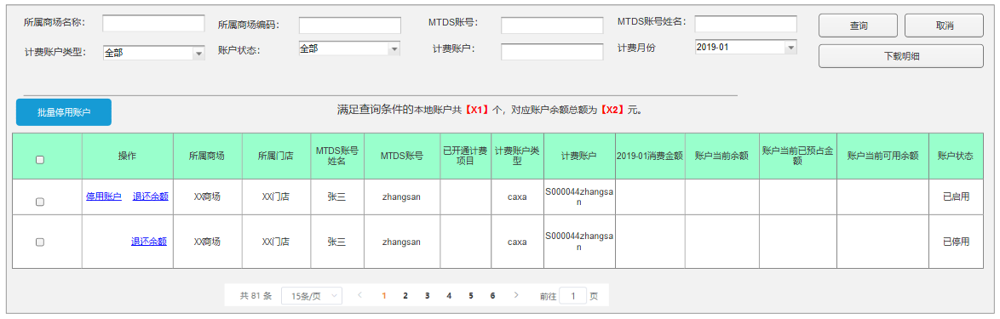 所属商场名称： 所属商场编码： MTDS账号： MTDS账号姓名： 查询 取消
计费账户类型： 全部 账户状态： 全部 计费账户： 计费月份 2019-01 下载明细
批量停用账户 满足查询条件的本地账户共【X1】个，对应账户余额总额为【X2】元。
操作 所属商场 所属门店 MTDS账号姓名 MTDS账号 已开通计费项目 计费账户类型 计费账户 2019-01消费金额 账户当前余额 账户当前已预占金额 账户当前可用余额 账户状态
停用账户 退还余额 XX商场 XX门店 张三 zhangsan caxa S000044zhangsan 已启用
退还余额 XX商场 XX门店 张三 zhangsan caxa S000044zhangsan 已停用
共 81 条 15条/页 1 2 3 4 5 6 前往 1 页